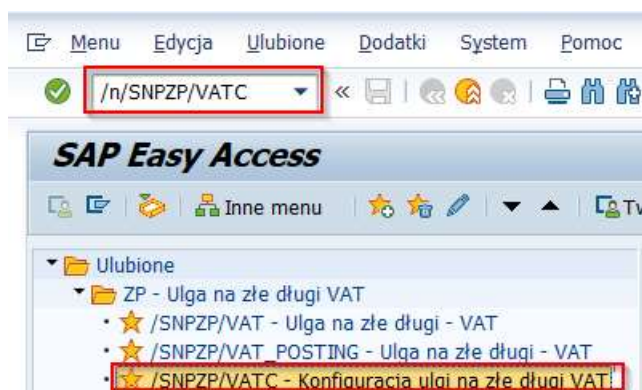 Menu Edycja Ulubione Dodatki System Pomoc
/n/SNPZP/VATC
SAP Easy Access
Inne menu Tw
Ulubione
ZP - Ulga na złe długi VAT
/SNPZP/VAT - Ulga na złe długi - VAT
/SNPZP/VAT_POSTING - Ulga na złe długi - VAT
/SNPZP/VATC - Konfiguracja ulgi na złe długi VAT